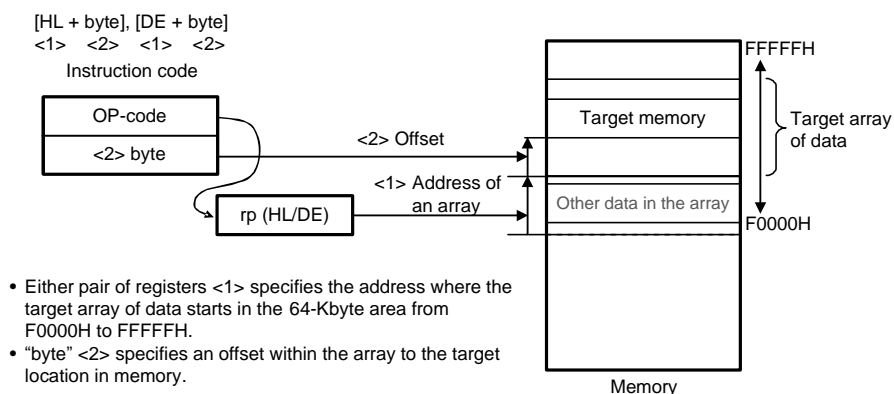 [HL + byte], [DE + byte]
<1> <2> <1> <2>
Instruction code
OP-code
<2> byte
<2> Offset
<1> Address of
an array
rp (HL/DE)
FFFFFH
Target memory
Target array
of data
Other data in the array
F0000H
• Either pair of registers <1> specifies the address where the
target array of data starts in the 64-Kbyte area from
F0000H to FFFFFH.
• “byte” <2> specifies an offset within the array to the target
location in memory.
Memory